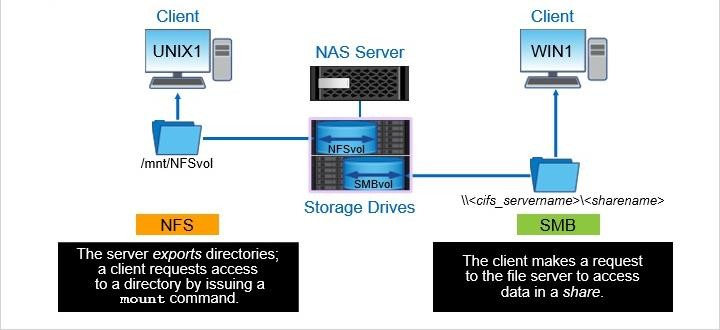 Client
UNIX1
/mnt/NFSvol
NAS Server
NFSvol
SMBvol
Storage Drives
Client
WIN1
\\<cifs_servername>\<sharename>
NFS
The server exports directories;
a client requests access
to a directory by issuing a
mount command.
SMB
The client makes a request
to the file server to access
data in a share.